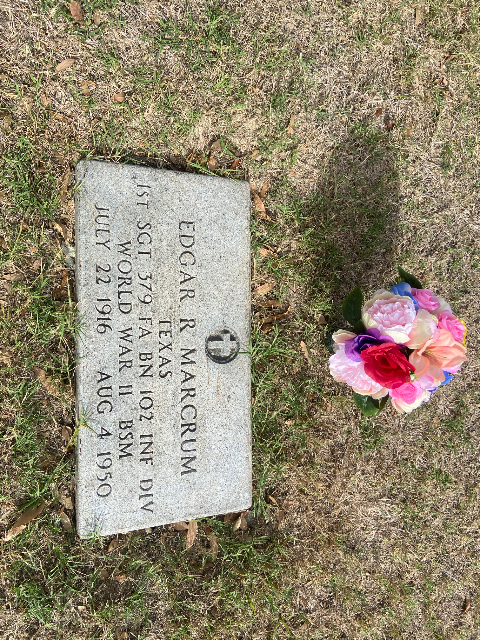 EDGAR R MARCRUM
TEXAS
1ST SGT 379 FA BN 102 INF DIV
WORLD WAR II BSM
JULY 22 1916 AUG 4 1950